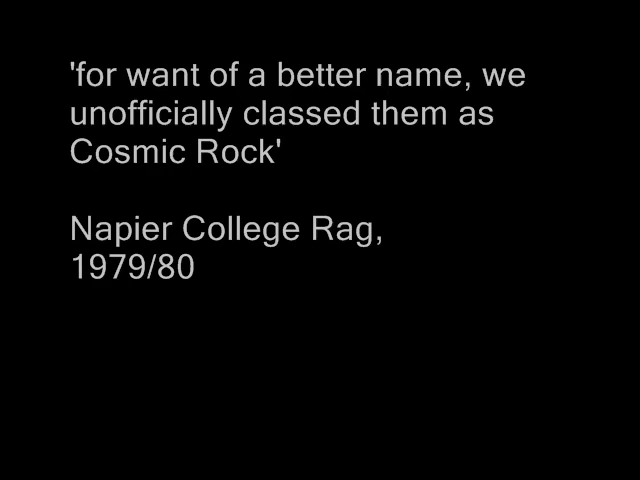 'for want of a better name, we
unofficially classed them as
Cosmic Rock'
Napier College Rag,
1979/80